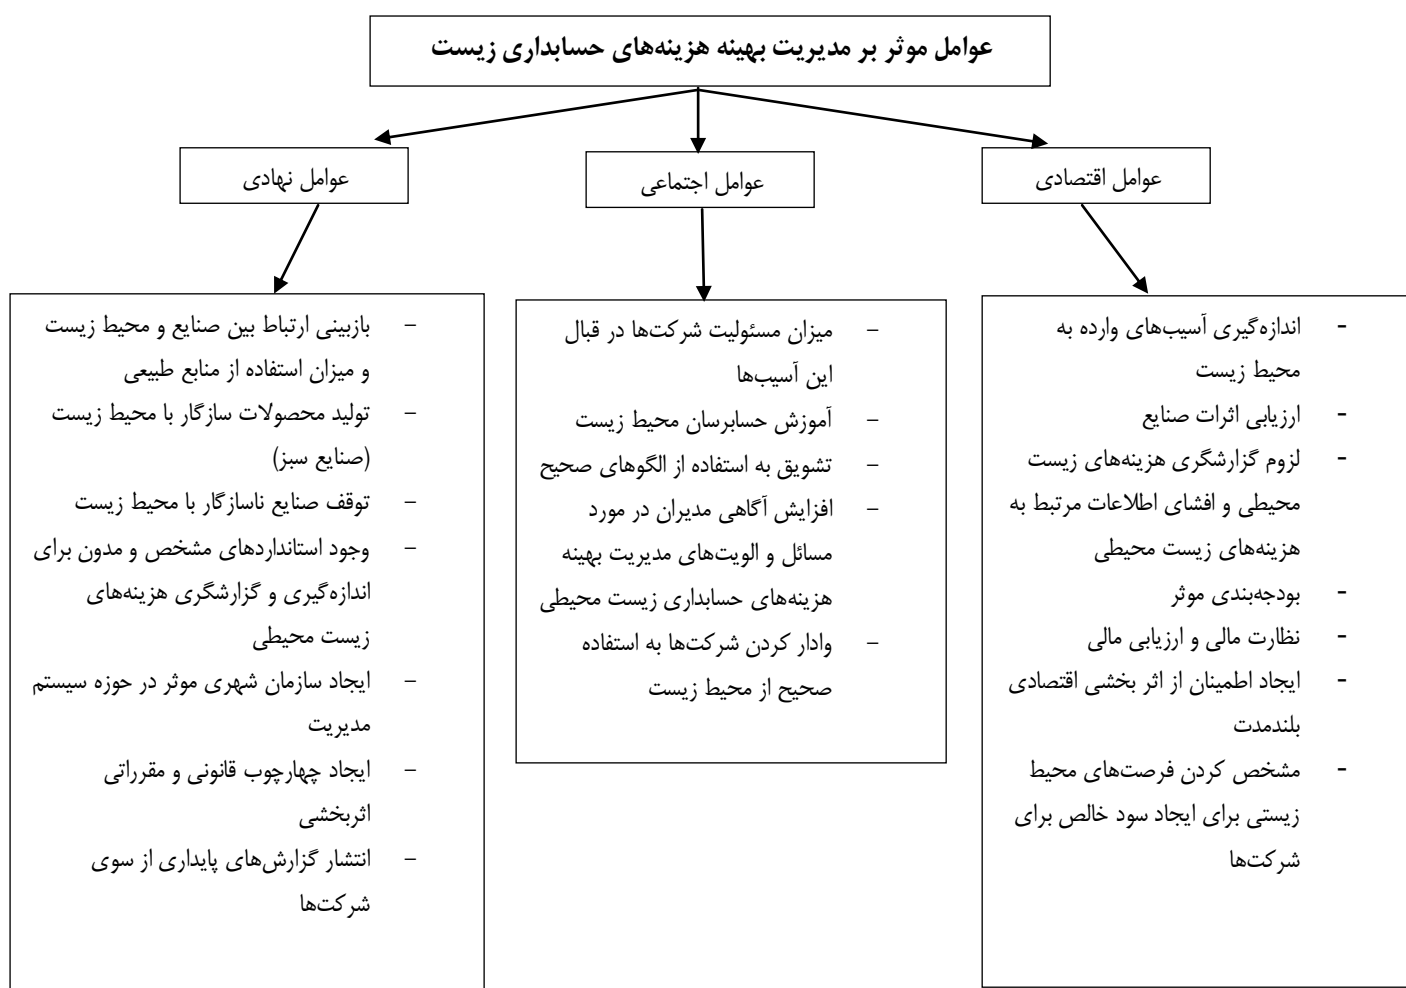 عوامل موثر بر مدیریت بهینه هزینه‌های حسابداری زیست
عوامل اقتصادی
عوامل اجتماعی
عوامل نهادی
- اندازه‌گیری آسیب‌های وارده به
محیط زیست
- ارزیابی اثرات صنایع
- لزوم گزارشگری هزینه‌های زیست
محیطی و افشای اطلاعات مرتبط به
هزینه‌های زیست محیطی
- بودجه‌بندی موثر
- نظارت مالی و ارزیابی مالی
- ایجاد اطمینان از اثر بخشی اقتصادی
بلندمدت
- مشخص کردن فرصت‌های محیط
زیستی برای ایجاد سود خالص برای
شرکت‌ها
- میزان مسئولیت شرکت‌ها در قبال
این آسیب‌ها
- آموزش حسابرسان محیط زیست
- تشویق به استفاده از الگوهای صحیح
- افزایش آگاهی مدیران در مورد
مسائل و الویت‌های مدیریت بهینه
هزینه‌های حسابداری زیست محیطی
- وادار کردن شرکت‌ها به استفاده
صحیح از محیط زیست
- بازبینی ارتباط بین صنایع و محیط زیست
و میزان استفاده از منابع طبیعی
- تولید محصولات سازگار با محیط زیست
(صنایع سبز)
- توقف صنایع ناسازگار با محیط زیست
- وجود استانداردهای مشخص و مدون برای
اندازه‌گیری و گزارشگری هزینه‌های
زیست محیطی
- ایجاد سازمان شهری موثر در حوزه سیستم
مدیریت
- ایجاد چهارچوب قانونی و مقرراتی
اثربخشی
- انتشار گزارش‌های پایداری از سوی
شرکت‌ها